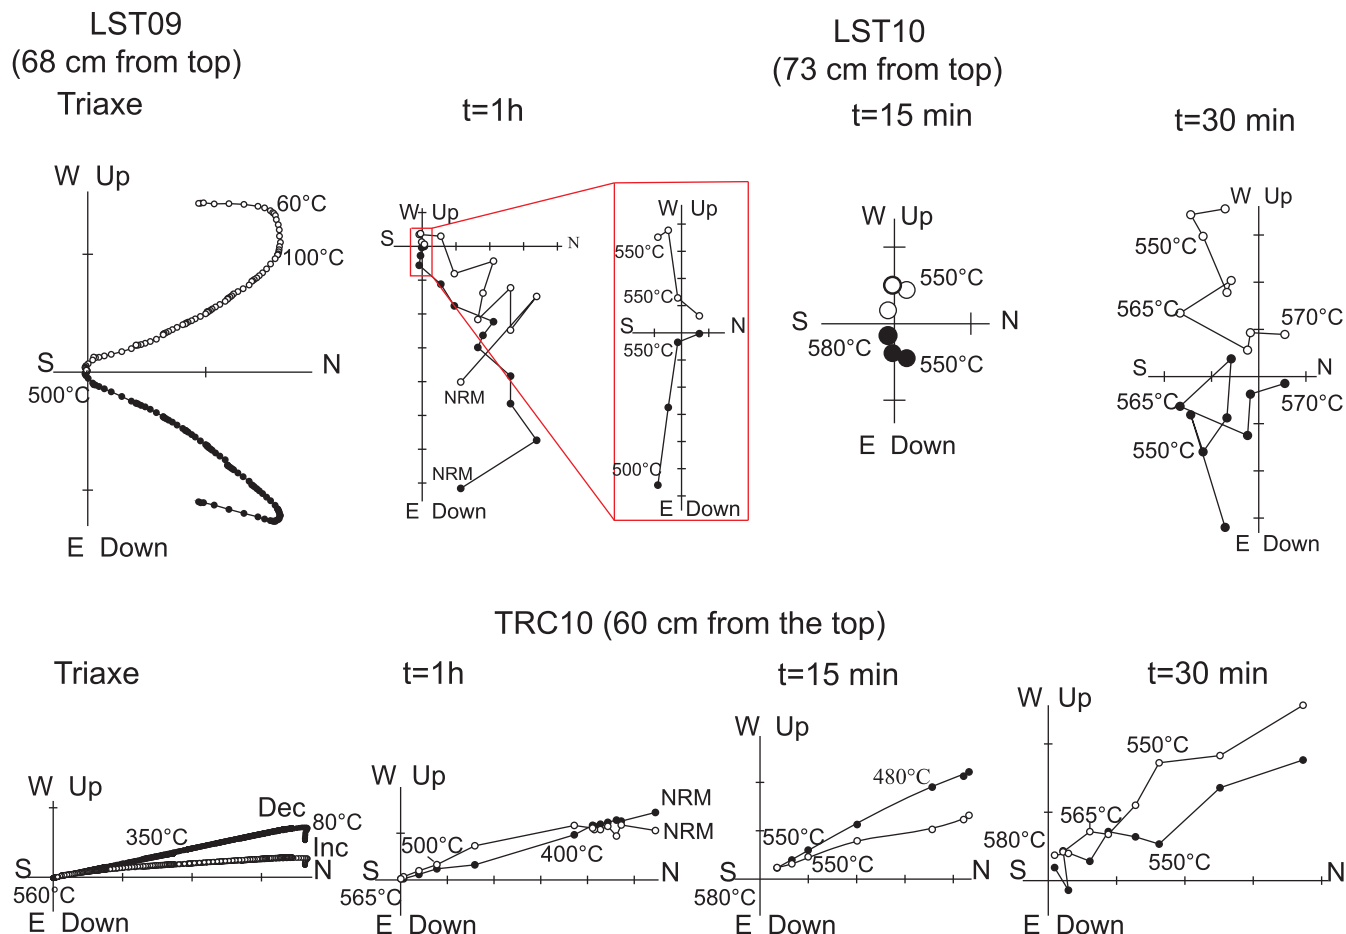 LST09
(68 cm from top)
LST10
(73 cm from top)
Triaxe
t=1h
t=15 min
t=30 min
W Up
60°C
100°C
S
N
500°C
E Down
W Up
S
N
NRM
NRM
E Down
W Up
550°C
550°C
S
N
550°C
500°C
E Down
W Up
550°C
S
N
580°C
550°C
E Down
W Up
550°C
565°C
570°C
S
N
565°C
570°C
550°C
E Down
TRC10 (60 cm from the top)
Triaxe
t=1h
t=15 min
t=30 min
W Up
Dec
80°C
350°C
Inc
S
N
560°C
E Down
W Up
NRM
NRM
500°C
400°C
S
N
565°C
E Down
W Up
480°C
550°C
550°C
S
N
580°C
E Down
W Up
550°C
565°C
580°C
550°C
S
N
E Down